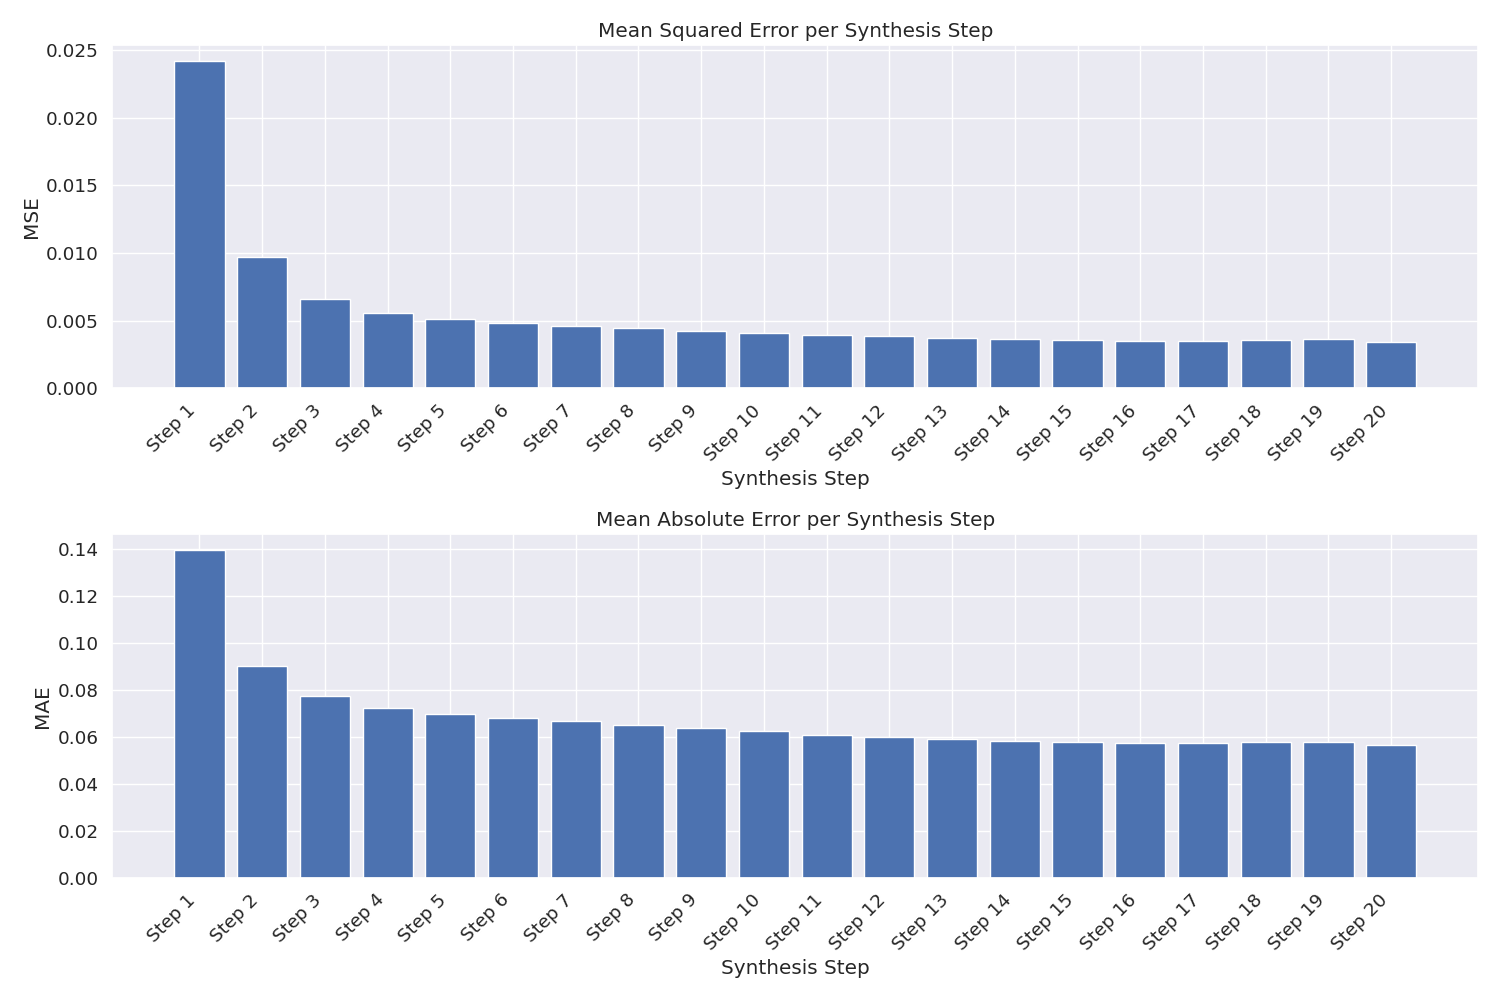 Mean Squared Error per Synthesis Step
0.025
0.020
0.015
0.010
0.005
0.000
MSE
Step 1
Step 2
Step 3
Step 4
Step 5
Step 6
Step 7
Step 8
Step 9
Step 10
Step 11
Step 12
Step 13
Step 14
Step 15
Step 16
Step 17
Step 18
Step 19
Step 20
Synthesis Step
Mean Absolute Error per Synthesis Step
0.14
0.12
0.10
0.08
0.06
0.04
0.02
0.00
MAE
Step 1
Step 2
Step 3
Step 4
Step 5
Step 6
Step 7
Step 8
Step 9
Step 10
Step 11
Step 12
Step 13
Step 14
Step 15
Step 16
Step 17
Step 18
Step 19
Step 20
Synthesis Step